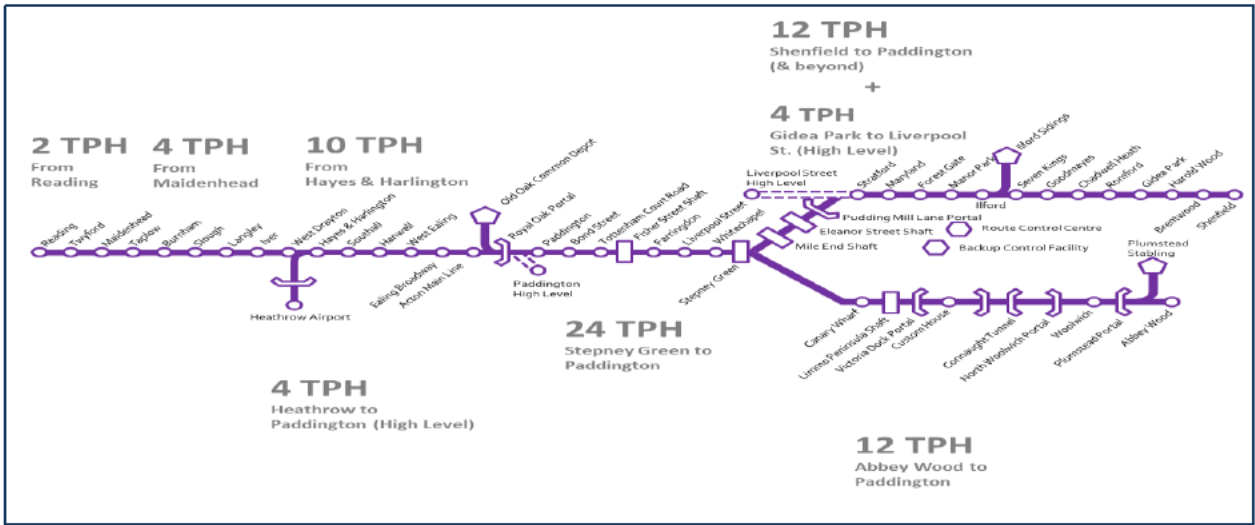 12 TPH
Shenfield to Paddington
(& beyond)
+
4 TPH
Gidea Park to Liverpool
St. (High Level)
2 TPH
From
Reading
4 TPH
From
Maidenhead
10 TPH
From
Hayes & Harlington
Reading
Twyford
Maidenhead
Taplow
Burnham
Slough
Langley
Iver
West Drayton
Hayes & Harlington
Southall
Hanwell
West Ealing
Ealing Broadway
Acton Main Line
Old Oak Common Depot
Royal Oak Portal
Paddington
Bond Street
Tottenham Court Road
Fisher Street Shaft
Farringdon
Liverpool Street
Whitechapel
Stepney Green
Liverpool Street
High Level
Stratford
Maryland
Forest Gate
Manor Park
Ilford Sidings
Ilford
Seven Kings
Goodmayes
Chadwell Heath
Romford
Gidea Park
Harold Wood
Brentwood
Shenfield
Pudding Mill Lane Portal
Eleanor Street Shaft
Mile End Shaft
Route Control Centre
Backup Control Facility
Plumstead
Stabling
Paddington
High Level
Heathrow Airport
Canary Wharf
Limmo Peninsula Shaft
Victoria Dock Portal
Custom House
Connaught Tunnel
North Woolwich Portal
Woolwich
Plumstead Portal
Abbey Wood
24 TPH
Stepney Green to
Paddington
4 TPH
Heathrow to
Paddington (High Level)
12 TPH
Abbey Wood to
Paddington